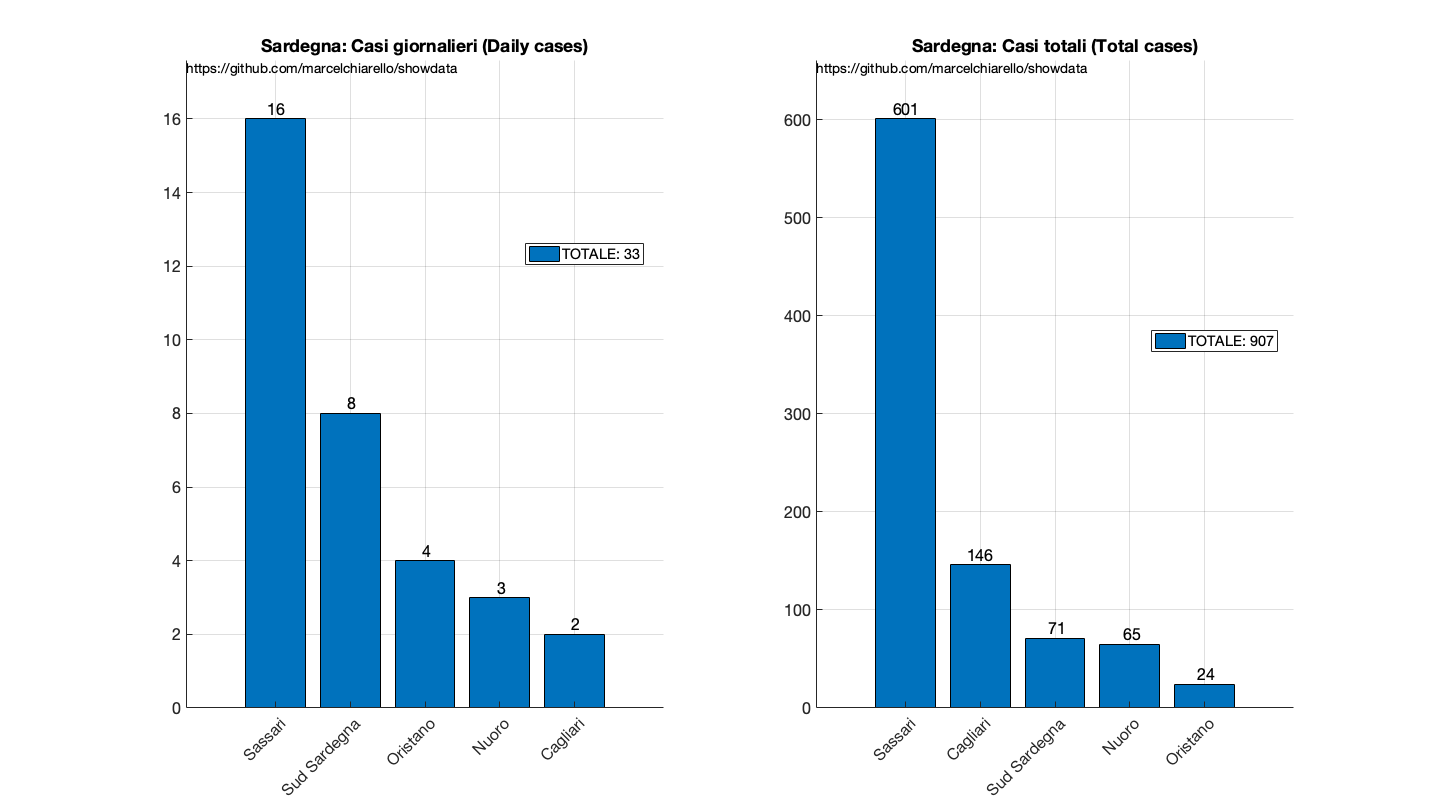 Sardegna: Casi giornalieri (Daily cases)
https://github.com/marcelchiarello/showdata
16
14
12
10
8
6
4
2
0
16
8
4
3
2
TOTALE: 33
Sassari
Sud Sardegna
Oristano
Nuoro
Cagliari
Sardegna: Casi totali (Total cases)
https://github.com/marcelchiarello/showdata
600
500
400
300
200
100
0
601
146
71
65
24
TOTALE: 907
Sassari
Cagliari
Sud Sardegna
Nuoro
Oristano